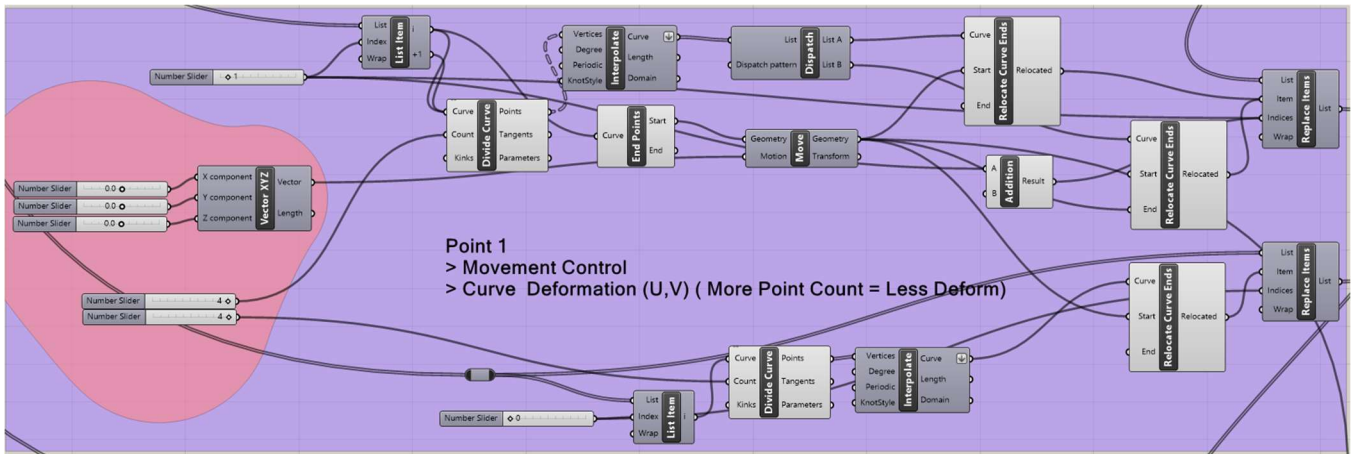 List
Index
Wrap
List Item
i
+1
Number Slider
1
Vertices
Degree
Periodic
KnotStyle
Interpolate
Curve
Length
Domain
List
Dispatch pattern
Dispatch
List A
List B
Curve
Start
End
Relocate Curve Ends
Relocated
List
Item
Indices
Wrap
Replace Items
List
Curve
Count
Kinks
Divide Curve
Points
Tangents
Parameters
Curve
End Points
Start
End
Geometry
Motion
Move
Geometry
Transform
A
B
Addition
Result
Curve
Start
End
Relocate Curve Ends
Relocated
Number Slider
0.0
Number Slider
0.0
Number Slider
0.0
X component
Y component
Z component
Vector XYZ
Vector
Length
Point 1
> Movement Control
> Curve  Deformation (U,V) ( More Point Count = Less Deform)
List
Item
Indices
Wrap
Replace Items
List
Curve
Start
End
Relocate Curve Ends
Relocated
Number Slider
4
Number Slider
4
Curve
Count
Kinks
Divide Curve
Points
Tangents
Parameters
Vertices
Degree
Periodic
KnotStyle
Interpolate
Curve
Length
Domain
Number Slider
0
List
Index
Wrap
List Item
i